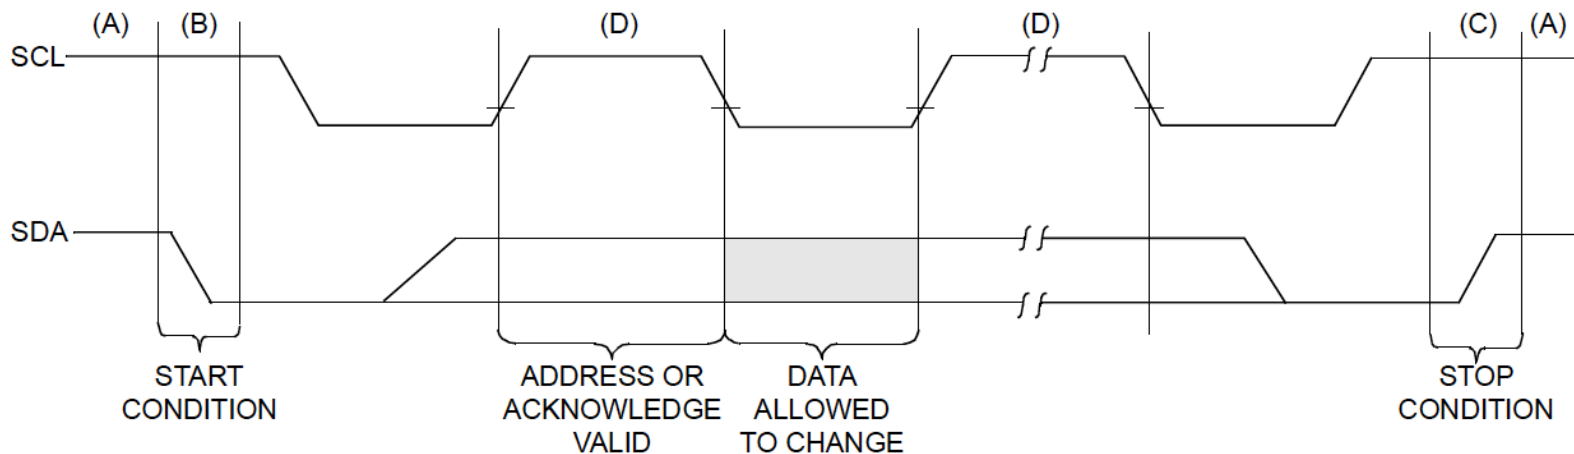 (A) (B) (D) (D) (C) (A)
SCL
SDA
START
CONDITION
ADDRESS OR
ACKNOWLEDGE
VALID
DATA
ALLOWED
TO CHANGE
STOP
CONDITION